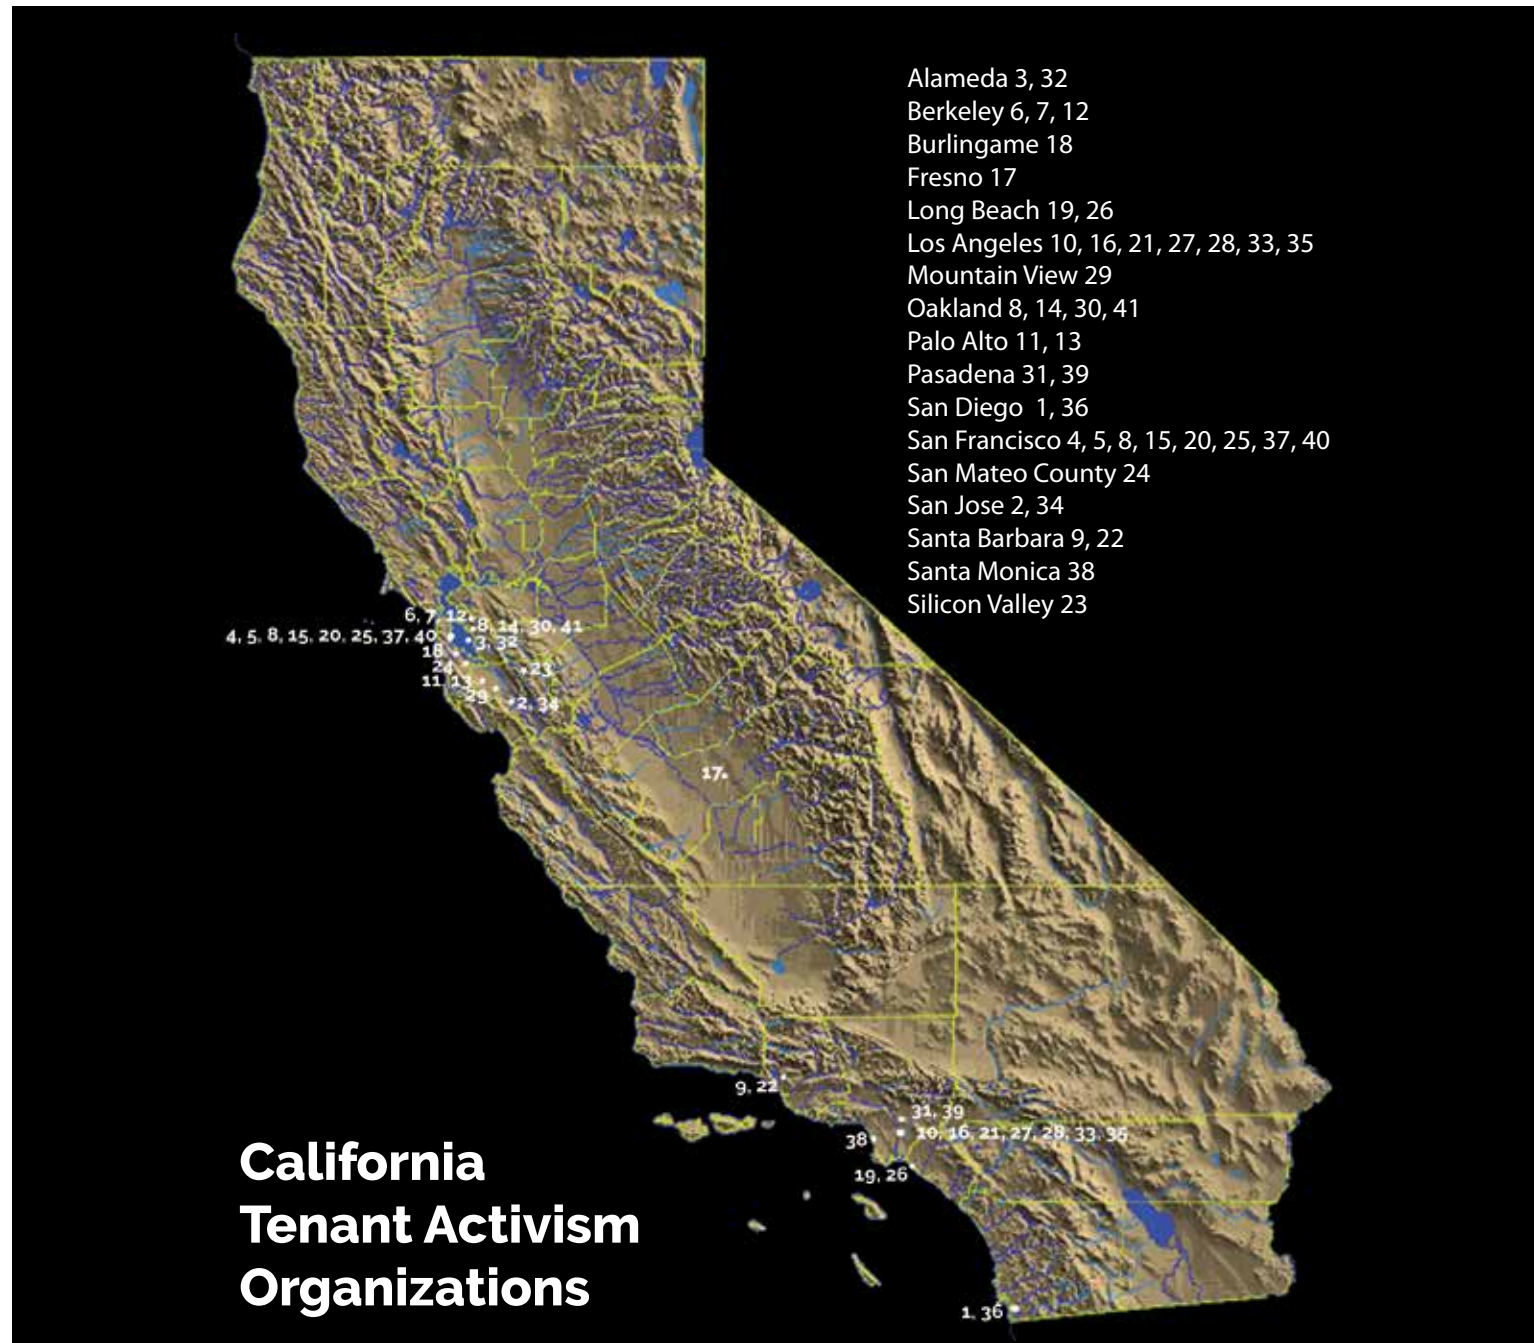 Alameda 3, 32
Berkeley 6, 7, 12
Burlingame 18
Fresno 17
Long Beach 19, 26
Los Angeles 10, 16, 21, 27, 28, 33, 35
Mountain View 29
Oakland 8, 14, 30, 41
Palo Alto 11, 13
Pasadena 31, 39
San Diego  1, 36
San Francisco 4, 5, 8, 15, 20, 25, 37, 40
San Mateo County 24
San Jose 2, 34
Santa Barbara 9, 22
Santa Monica 38
Silicon Valley 23
6, 7, 12
8, 14, 30, 41
4, 5, 8, 15, 20, 25, 37, 40
3, 32
18
24
23
11, 13
29
2, 34
17
9, 22
31, 39
10, 16, 21, 27, 28, 33, 35
38
19, 26
1, 36
California
Tenant Activism
Organizations